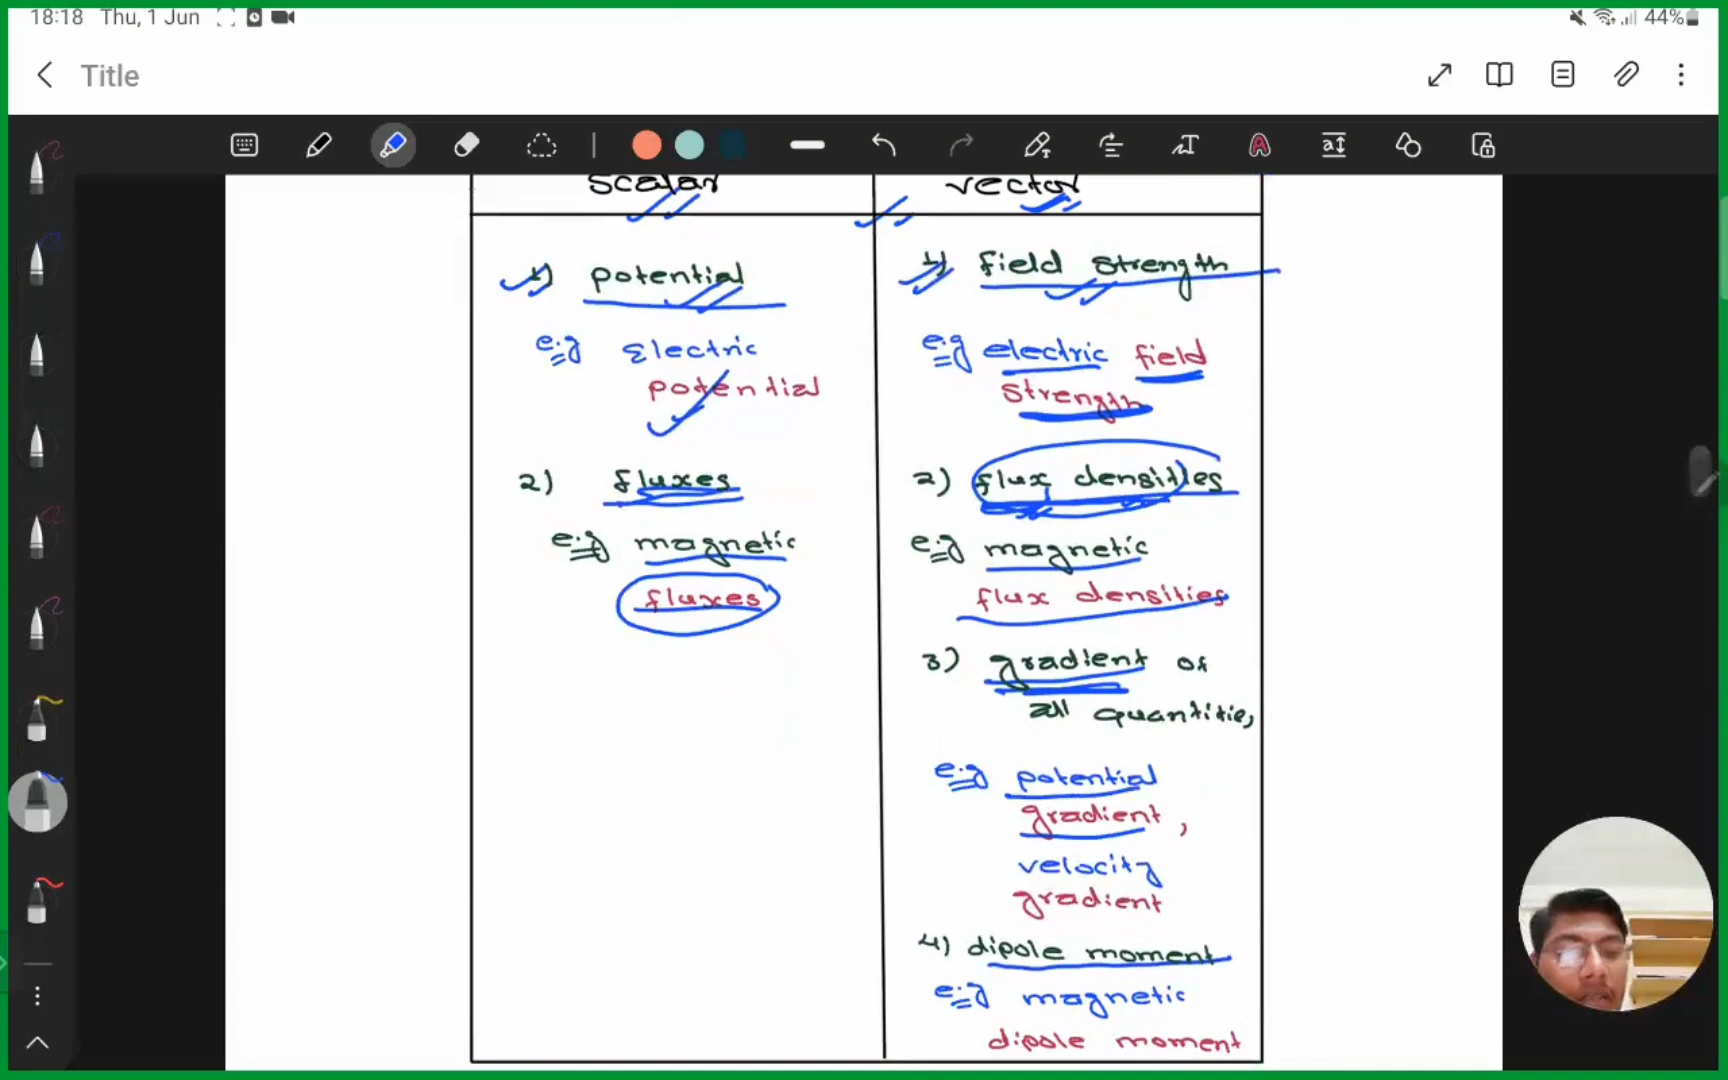 18:18 Thu, 1 Jun
44%
Title
scalar
vector
1) potential
e.g Electric
potential
2) fluxes
e.g magnetic
fluxes
1) field strength
e.g electric field
strength
2) flux densities
e.g magnetic
flux densities
3) gradient of
all quantities,
e.g potential
gradient,
velocity
gradient
4) dipole moment
e.g magnetic
dipole moment